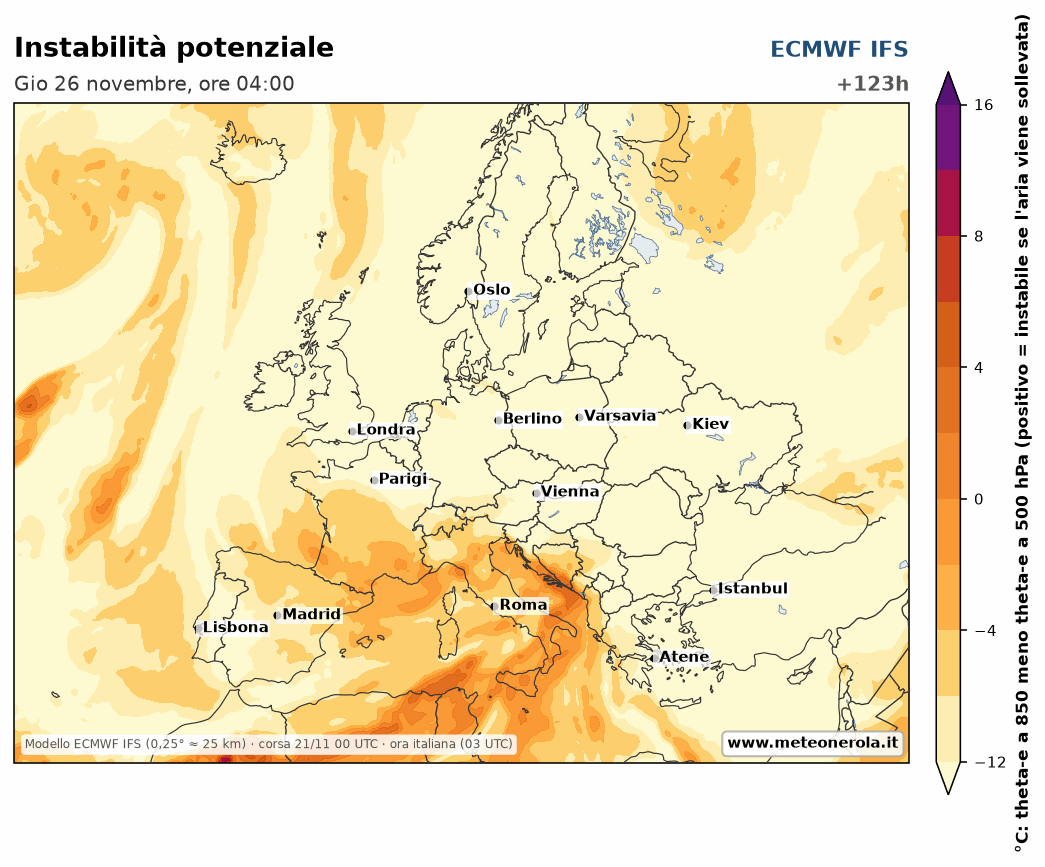 Instabilità potenziale
ECMWF IFS
Gio 26 novembre, ore 04:00
+123h
Oslo
Berlino
Varsavia
Kiev
Londra
Parigi
Vienna
Istanbul
Roma
Madrid
Lisbona
Atene
Modello ECMWF IFS (0,25° ≈ 25 km) · corsa 21/11 00 UTC · ora italiana (03 UTC)
www.meteonerola.it
16
8
4
0
−4
−12
°C: theta-e a 850 meno theta-e a 500 hPa (positivo = instabile se l'aria viene sollevata)